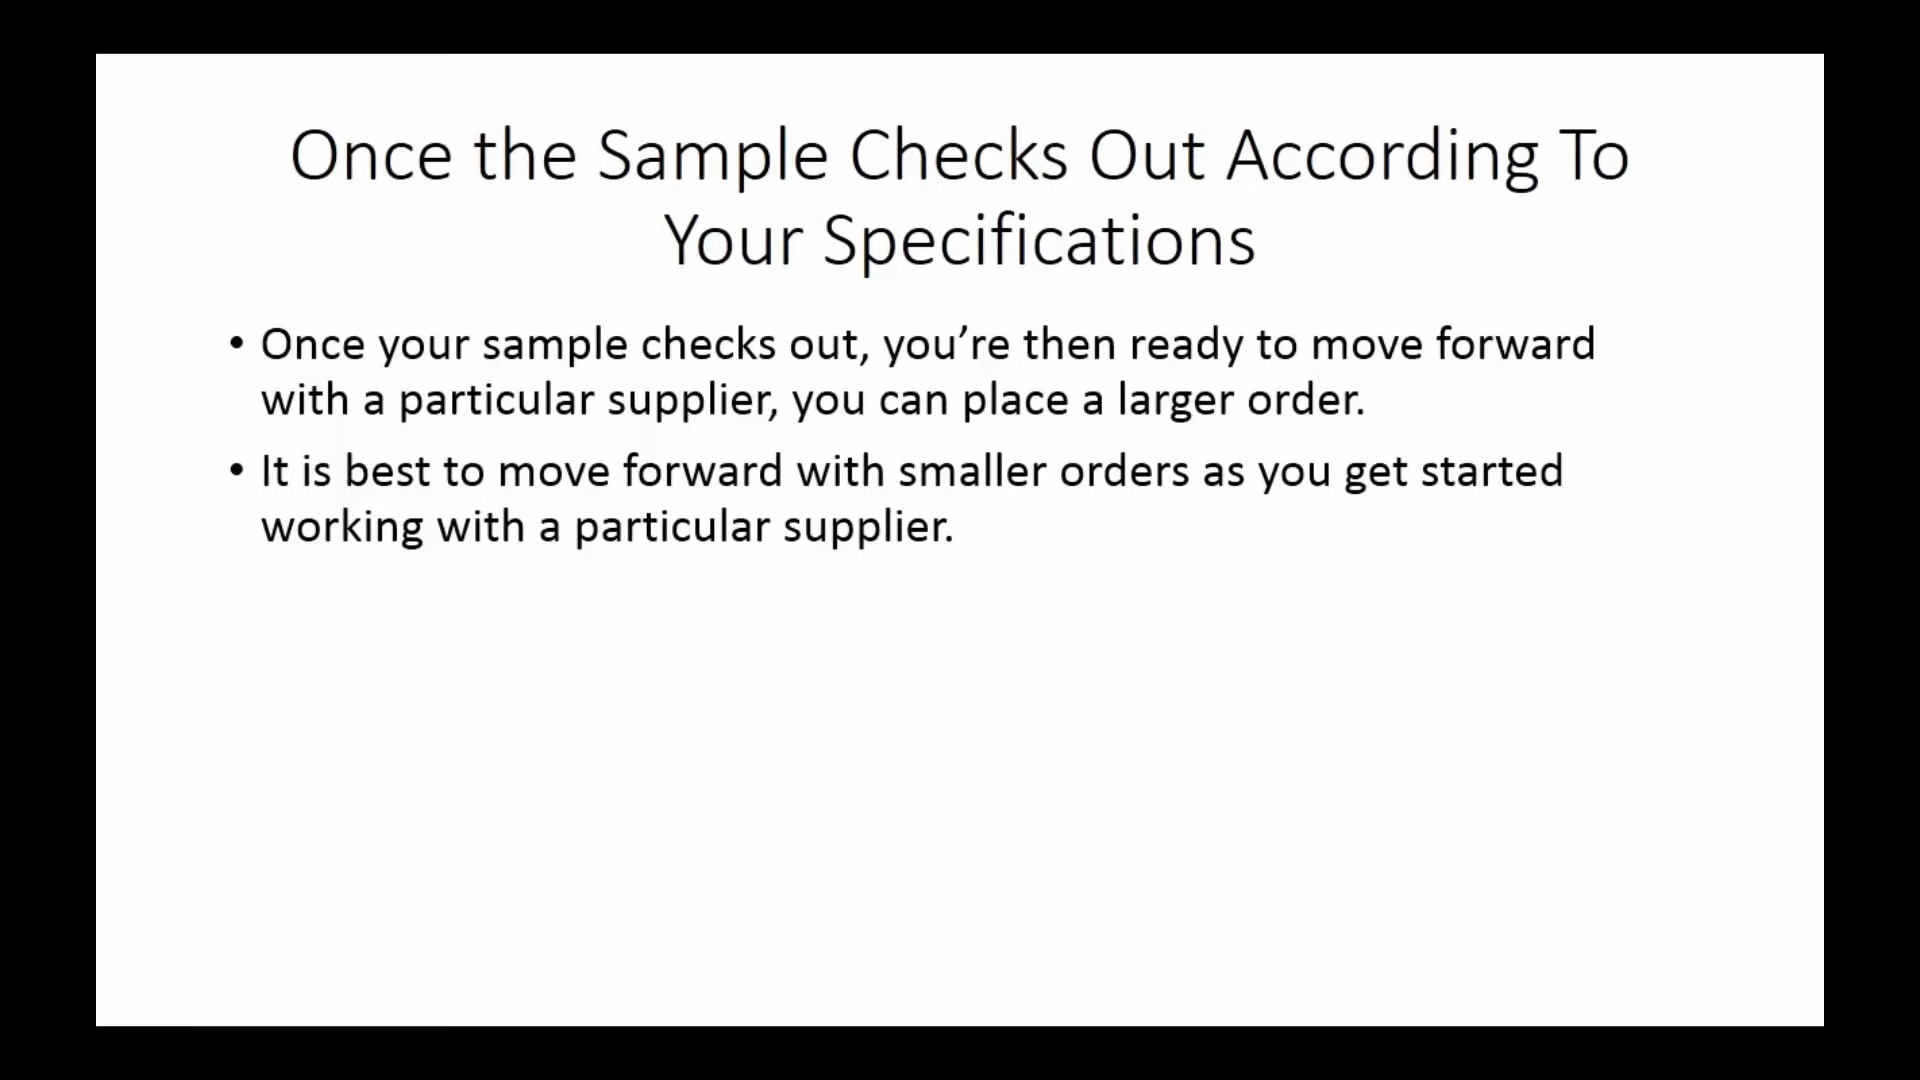 Once the Sample Checks Out According To
Your Specifications
• Once your sample checks out, you’re then ready to move forward
with a particular supplier, you can place a larger order.
• It is best to move forward with smaller orders as you get started
working with a particular supplier.